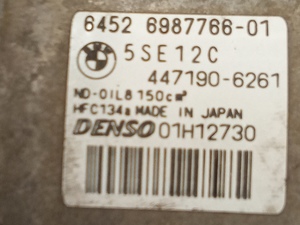 6452 6987766-01
5SE12C
447190-6261
ND-OIL8 150cm³
HFC134a MADE IN JAPAN
DENSO 01H12730